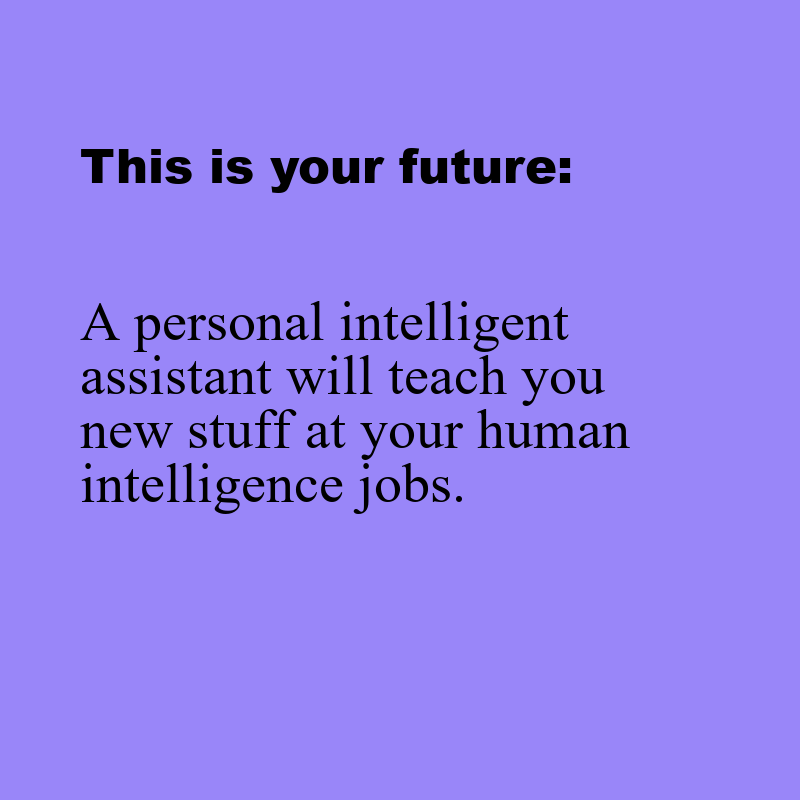 This is your future:
A personal intelligent
assistant will teach you
new stuff at your human
intelligence jobs.